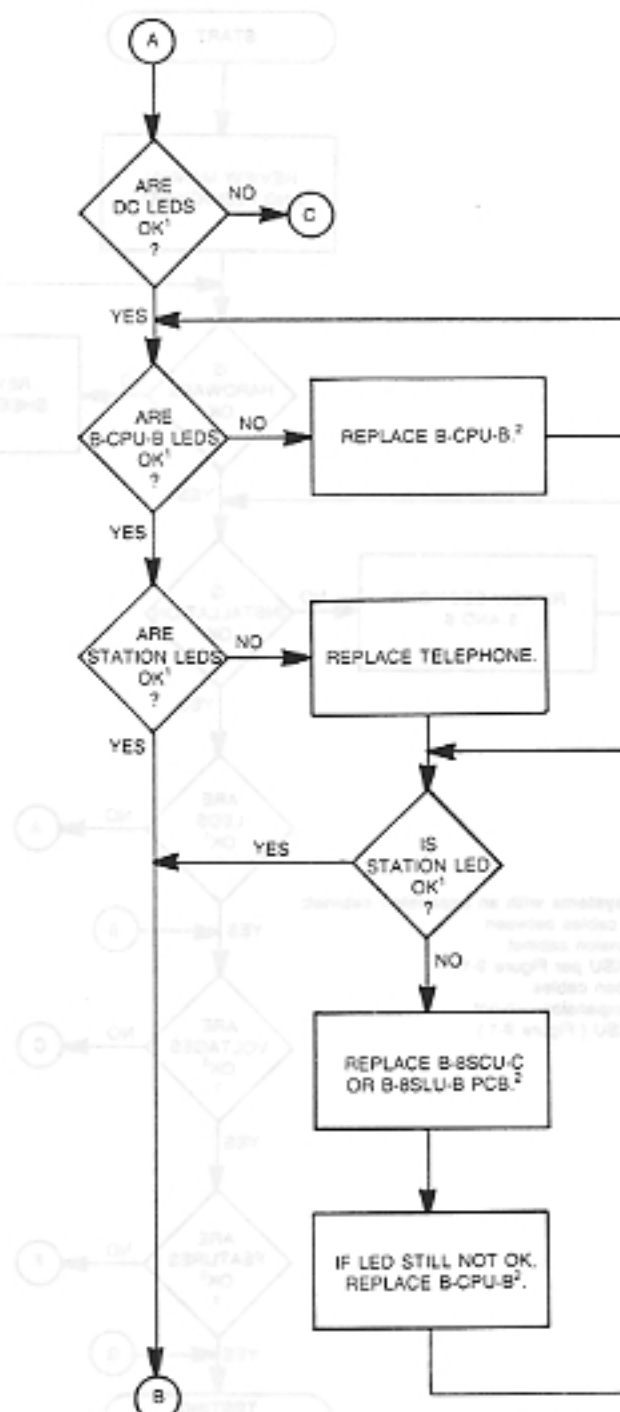 A
ARE
DC LEDS
OK¹
?
NO
C
YES
ARE
B-CPU-B LEDS
OK¹
?
NO
REPLACE B-CPU-B.²
YES
ARE
STATION LEDS
OK¹
?
NO
REPLACE TELEPHONE.
YES
IS
STATION LED
OK¹
?
YES
NO
REPLACE B-8SCU-C
OR B-8SLU-B PCB.²
IF LED STILL NOT OK,
REPLACE B-CPU-B².
B